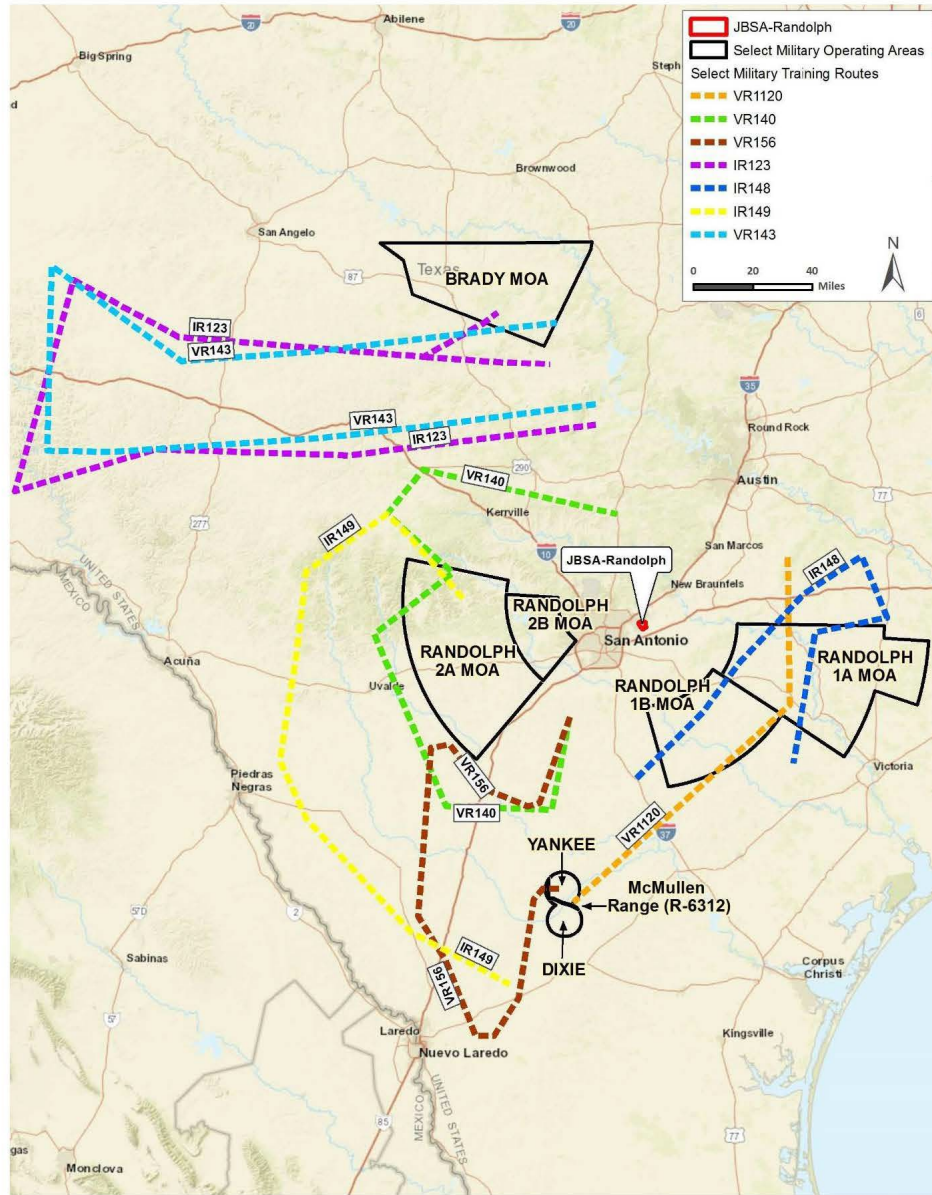 JBSA-Randolph
Select Military Operating Areas
Select Military Training Routes
VR1120
VR140
VR156
IR123
IR148
IR149
VR143
N
0 20 40
Miles
Abilene
20
20
Big Spring
Steph
d
Brownwood
San Angelo
87
Texas
BRADY MOA
6
IR123
VR143
35
VR143
IR123
Round Rock
290
VR140
Austin
77
Kerrville
277
IR149
10
JBSA-Randolph
San Marcos
IR148
New Braunfels
UNITED STATES
MEXICO
RANDOLPH
2B MOA
San Antonio
RANDOLPH
2A MOA
RANDOLPH
1B MOA
RANDOLPH
1A MOA
Acuña
Uvalde
Victoria
Piedras
Negras
VR156
VR140
VR1120
37
YANKEE
McMullen
Range (R-6312)
57D
2
DIXIE
Sabinas
IR149
VR156
Corpus
Christi
57
Laredo
Nuevo Laredo
Kingsville
85
MEXICO
UNITED STATES
77
gas
Monclova